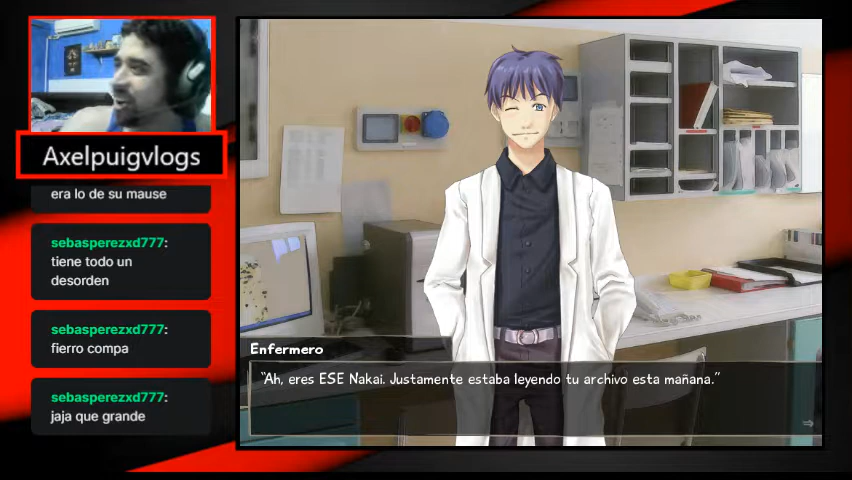 Axelpuigvlogs
era lo de su mause
sebasperezxd777:
tiene todo un
desorden
sebasperezxd777:
fierro compa
sebasperezxd777:
jaja que grande
Enfermero
“Ah, eres ESE Nakai. Justamente estaba leyendo tu archivo esta mañana.”